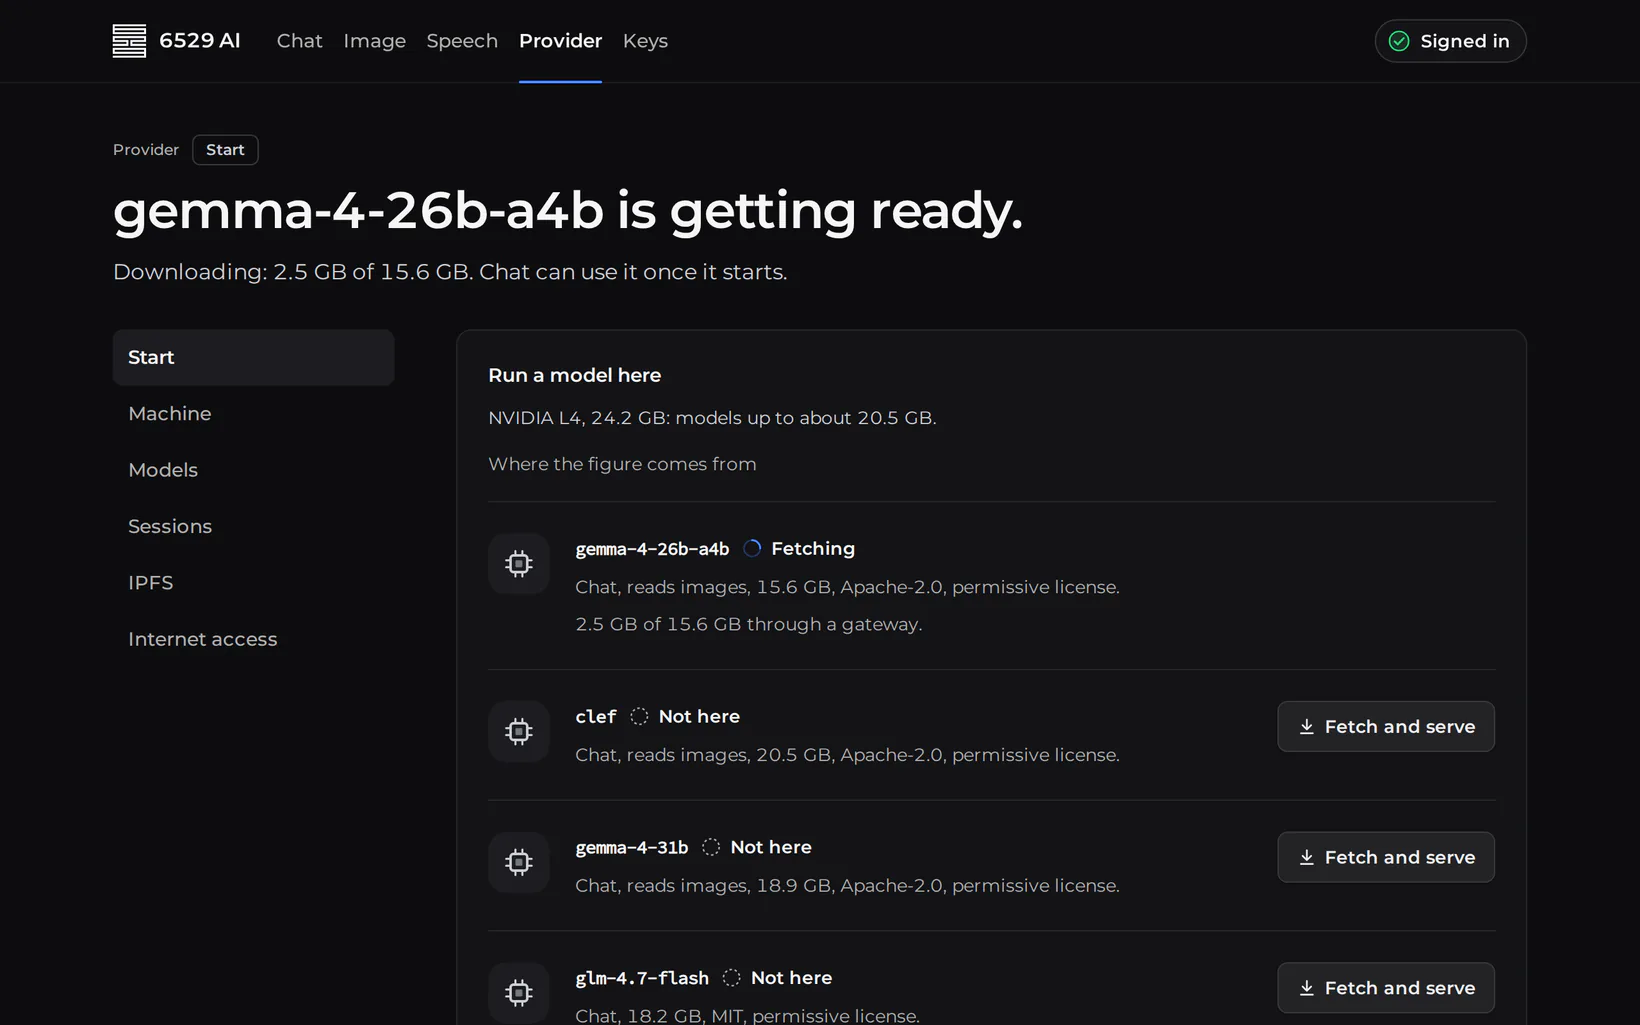 6529 AI
Chat
Image
Speech
Provider
Keys
Signed in
Provider
Start
gemma-4-26b-a4b is getting ready.
Downloading: 2.5 GB of 15.6 GB. Chat can use it once it starts.
Start
Machine
Models
Sessions
IPFS
Internet access
Run a model here
NVIDIA L4, 24.2 GB: models up to about 20.5 GB.
Where the figure comes from
gemma-4-26b-a4b Fetching
Chat, reads images, 15.6 GB, Apache-2.0, permissive license.
2.5 GB of 15.6 GB through a gateway.
clef Not here
Chat, reads images, 20.5 GB, Apache-2.0, permissive license.
Fetch and serve
gemma-4-31b Not here
Chat, reads images, 18.9 GB, Apache-2.0, permissive license.
Fetch and serve
glm-4.7-flash Not here
Chat, 18.2 GB, MIT, permissive license.
Fetch and serve